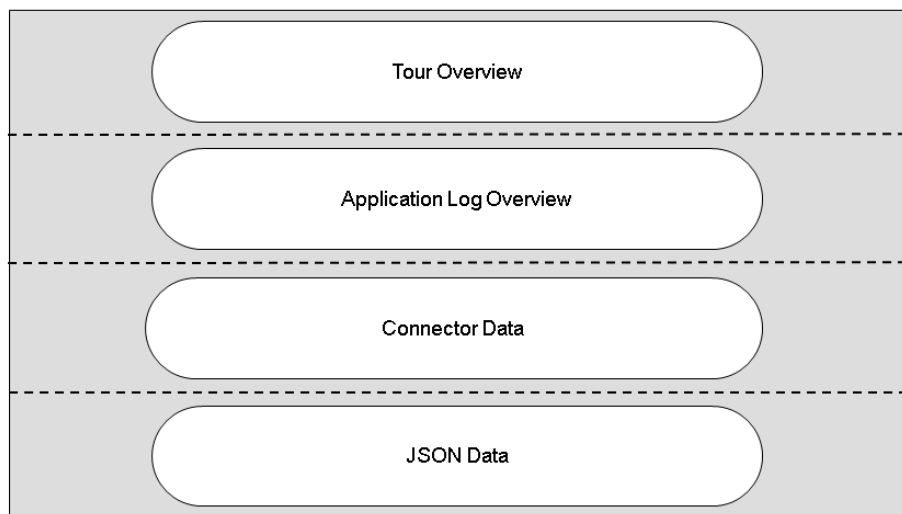 Tour Overview
Application Log Overview
Connector Data
JSON Data